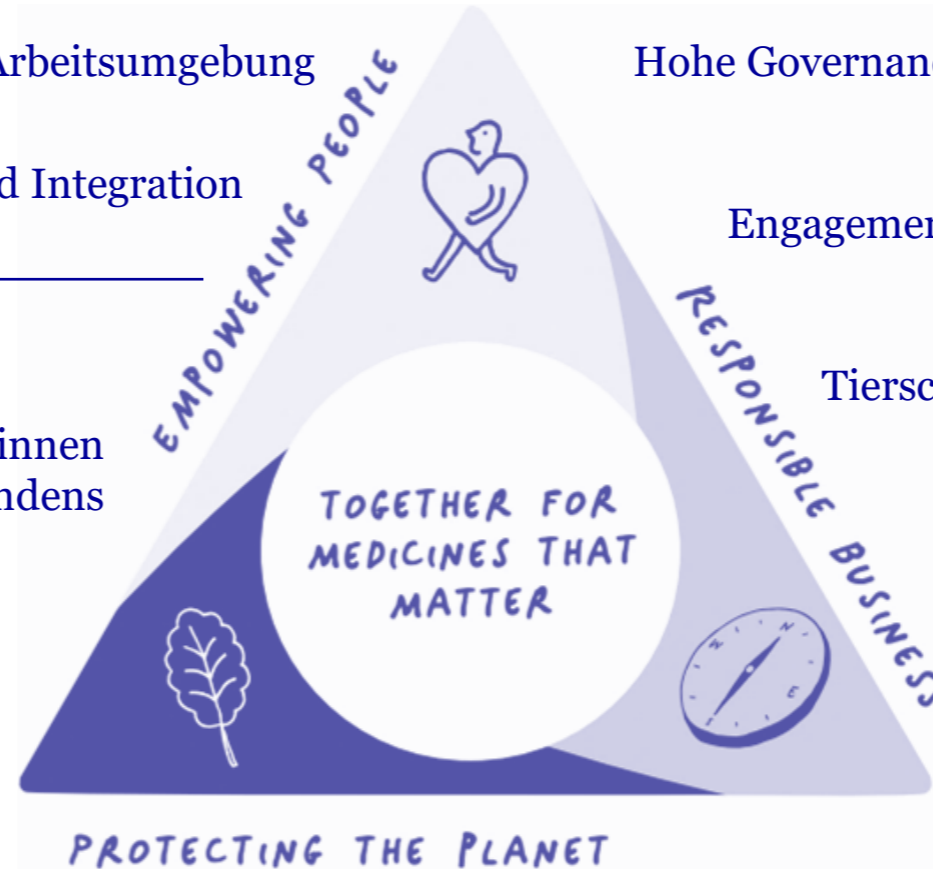 Arbeitsumgebung
Hohe Governan
d Integration
Engagemen
Tiersc
innen
ndens
EMPOWERING PEOPLE
RESPONSIBLE BUSINESS
TOGETHER FOR
MEDICINES THAT
MATTER
N
W
E
S
PROTECTING THE PLANET